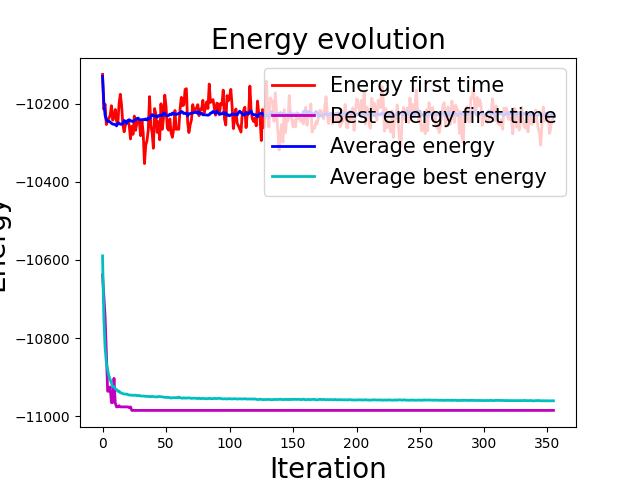 Energy evolution
Energy
−10200
−10400
−10600
−10800
−11000
Energy first time
Best energy first time
Average energy
Average best energy
0
50
100
150
200
250
300
350
Iteration